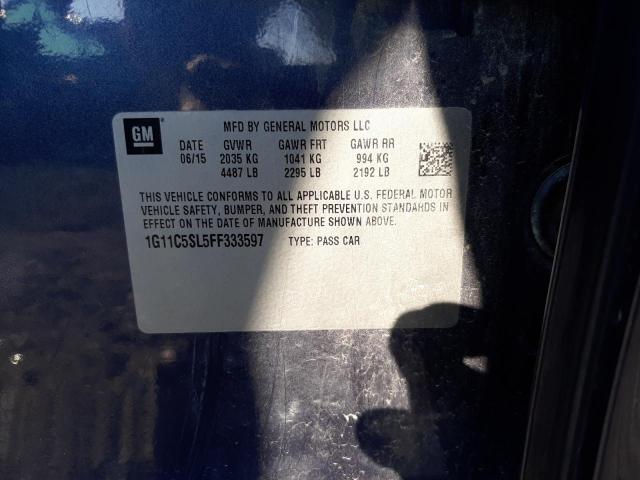 GM
MFD BY GENERAL MOTORS LLC
DATE GVWR GAWR FRT GAWR RR
06/15 2035 KG 1041 KG 994 KG
4487 LB 2295 LB 2192 LB
THIS VEHICLE CONFORMS TO ALL APPLICABLE U.S. FEDERAL MOTOR
VEHICLE SAFETY, BUMPER, AND THEFT PREVENTION STANDARDS IN
EFFECT ON THE DATE OF MANUFACTURE SHOWN ABOVE.
1G11C5SL5FF333597 TYPE: PASS CAR